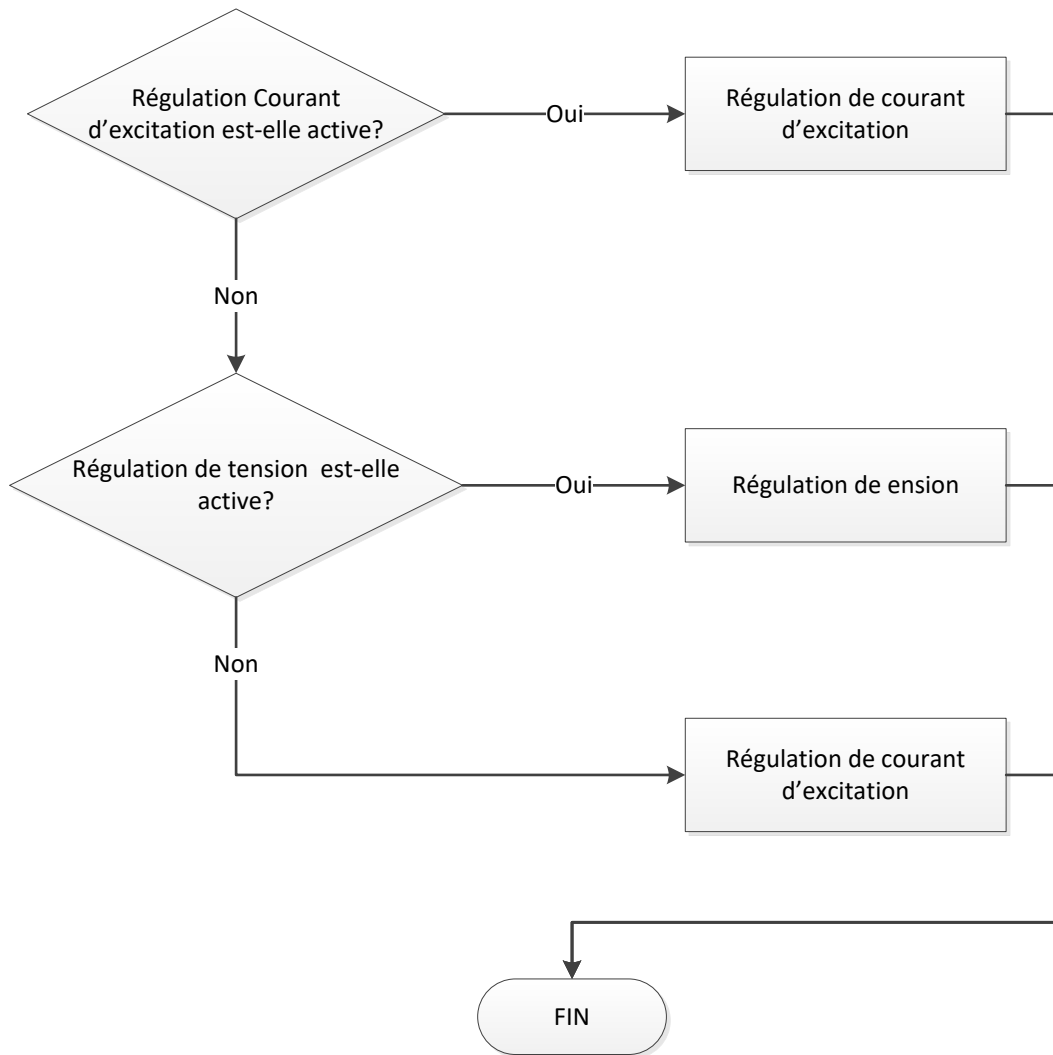 Régulation Courant
d’excitation est-elle active?
Oui
Régulation de courant
d’excitation
Non
Régulation de tension  est-elle
active?
Oui
Régulation de ension
Non
Régulation de courant
d’excitation
FIN